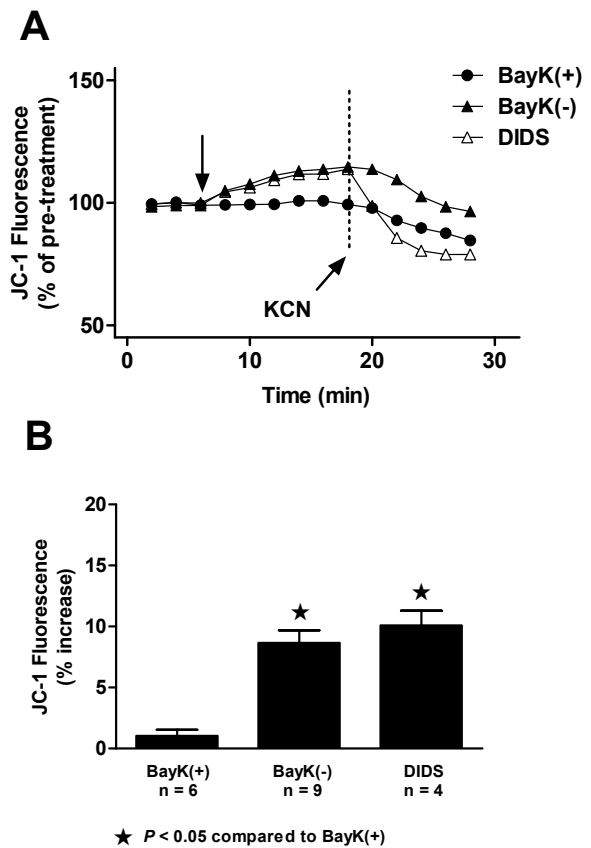 A
JC-1 Fluorescence
(% of pre-treatment)
150
100
50
BayK(+)
BayK(-)
DIDS
KCN
0 10 20 30
Time (min)
B
JC-1 Fluorescence
(% increase)
20
15
10
5
0
BayK(+) BayK(-) DIDS
n = 6 n = 9 n = 4
★ P < 0.05 compared to BayK(+)